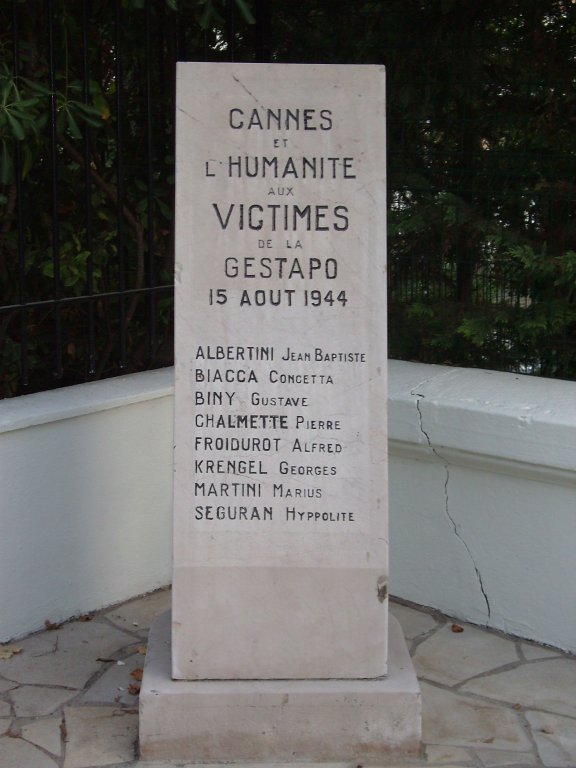 CANNES
ET
L'HUMANITE
AUX
VICTIMES
DE LA
GESTAPO
15 AOUT 1944
ALBERTINI JEAN BAPTISTE
BIACCA CONCETTA
BINY GUSTAVE
CHALMETTE PIERRE
FROIDUROT ALFRED
KRENGEL GEORGES
MARTINI MARIUS
SEGURAN HYPPOLITE